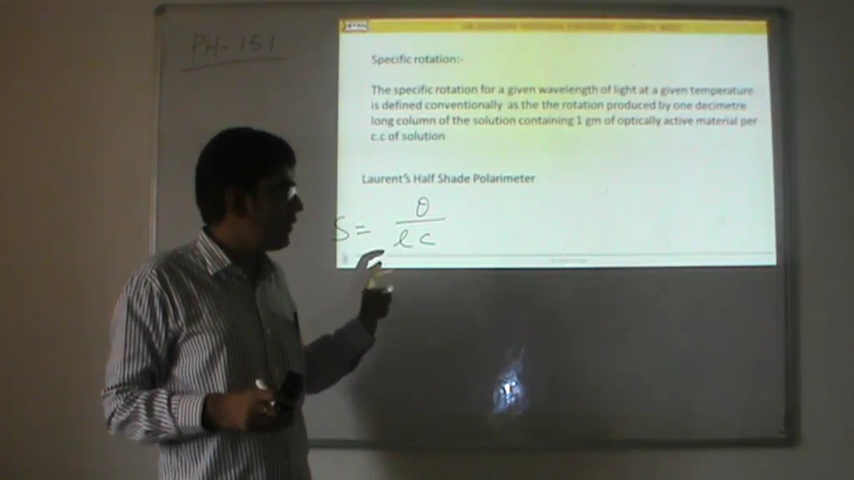 PH-151
Specific rotation:-
The specific rotation for a given wavelength of light at a given temperature
is defined conventionally as the the rotation produced by one decimetre
long column of the solution containing 1 gm of optically active material per
c.c of solution
Laurent's Half Shade Polarimeter
S = θ
l c